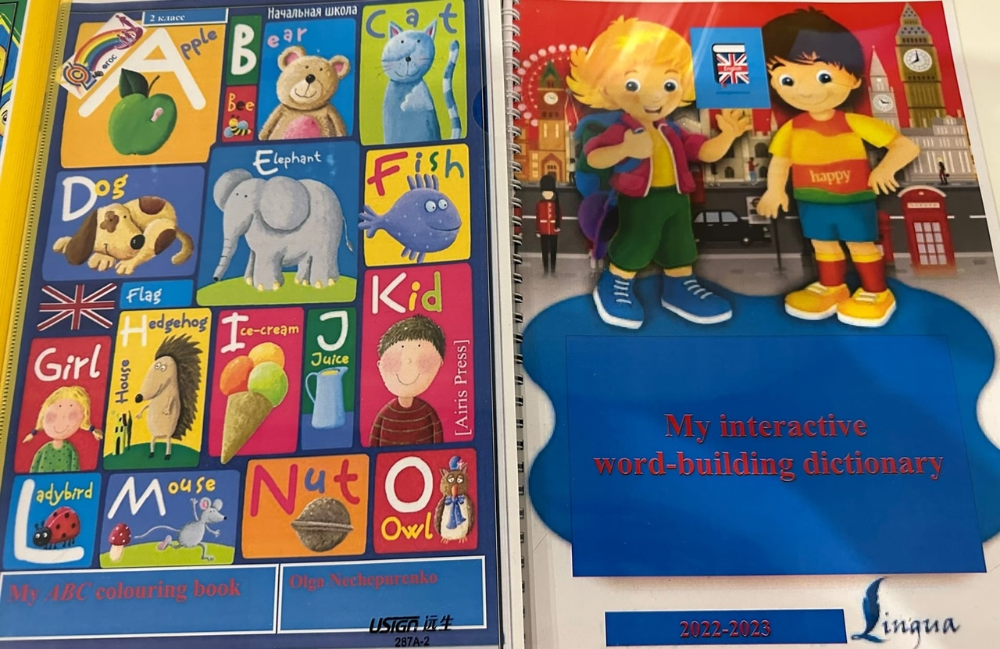 2 класс
Начальная школа
ФГОС
Apple
B
Bear
Bee
Cat
Dog
Elephant
Fish
Flag
Girl
Hedgehog
House
Ice-cream
J
Juice
Kid
[Airis Press]
Ladybird
Mouse
Nut
O
Owl
My ABC colouring book
Olga Nechepurenko
USIGN 远生
287A-2
English
happy
My interactive
word-building dictionary
2022-2023
Lingua